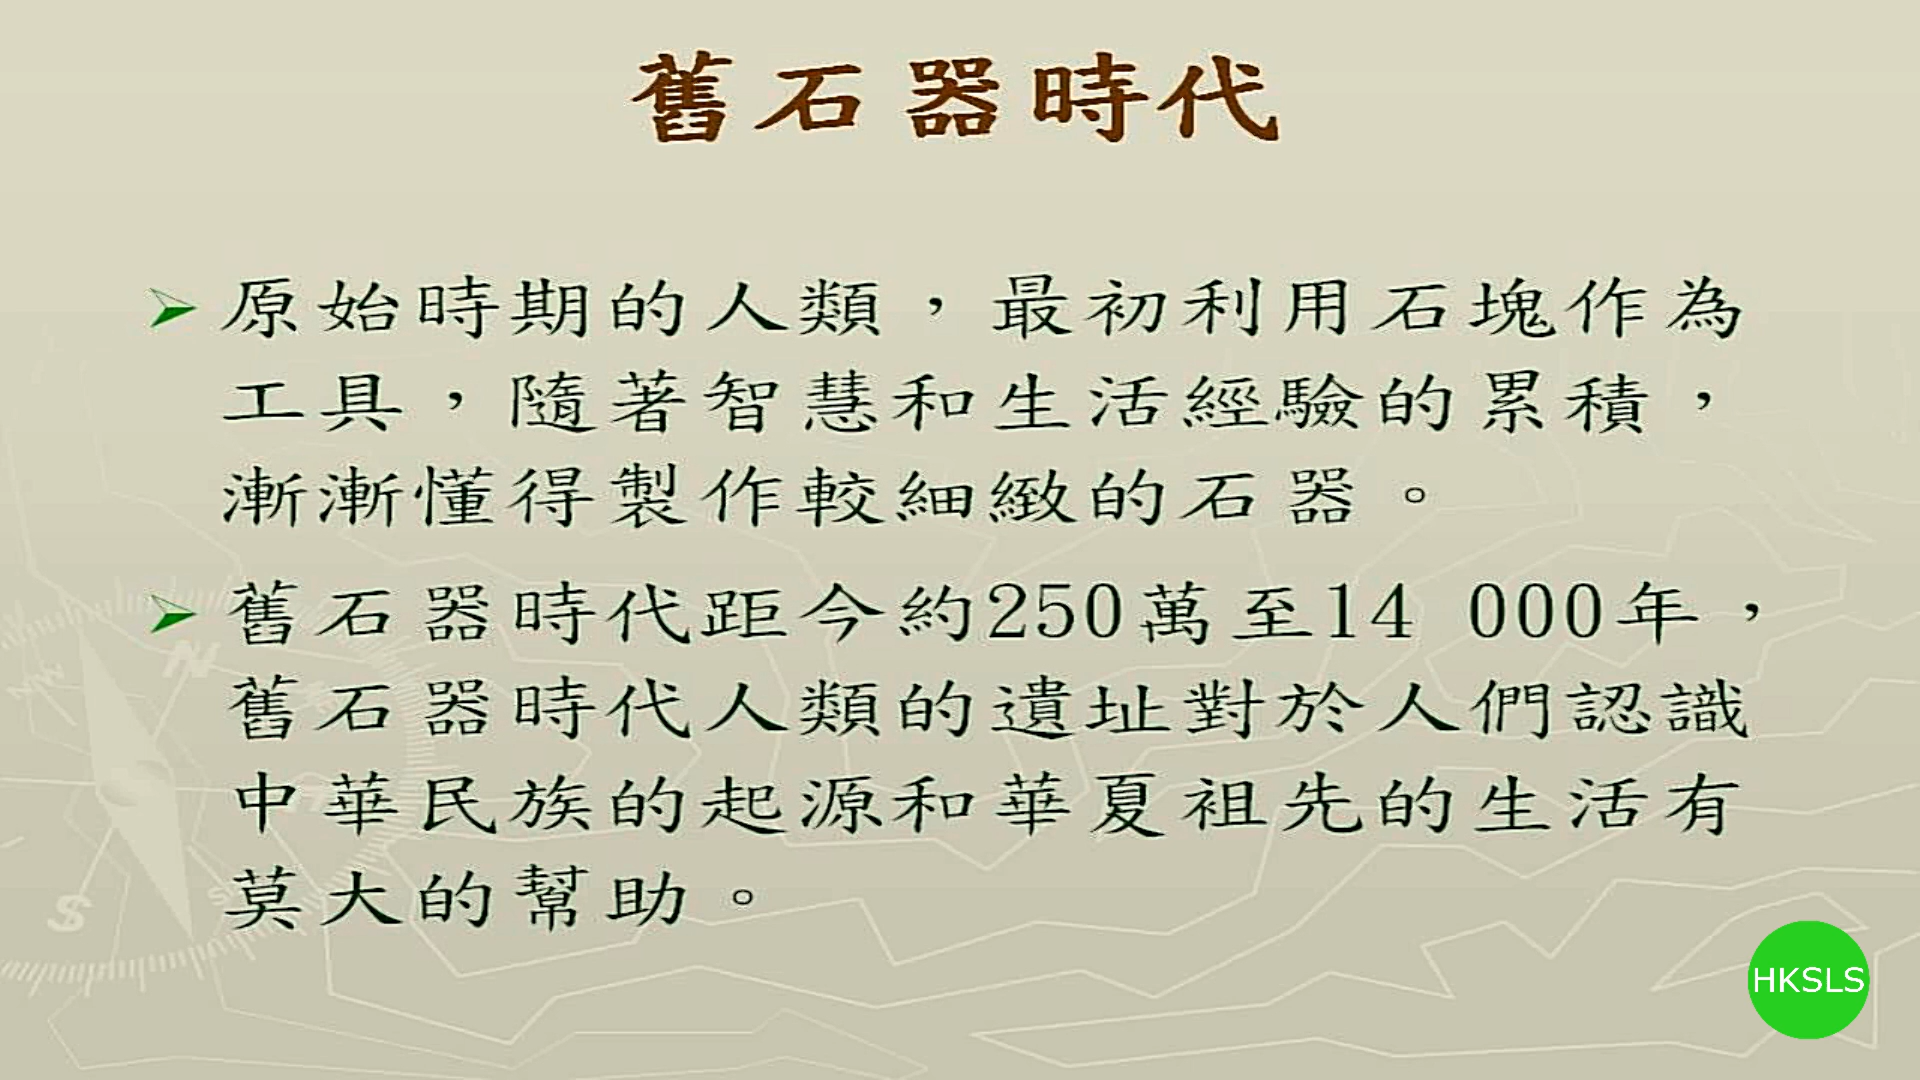 舊石器時代
原始時期的人類，最初利用石塊作為
工具，隨著智慧和生活經驗的累積，
漸漸懂得製作較細緻的石器。
舊石器時代距今約250萬至14 000年，
舊石器時代人類的遺址對於人們認識
中華民族的起源和華夏祖先的生活有
莫大的幫助。
N
NW
S
HKSLS